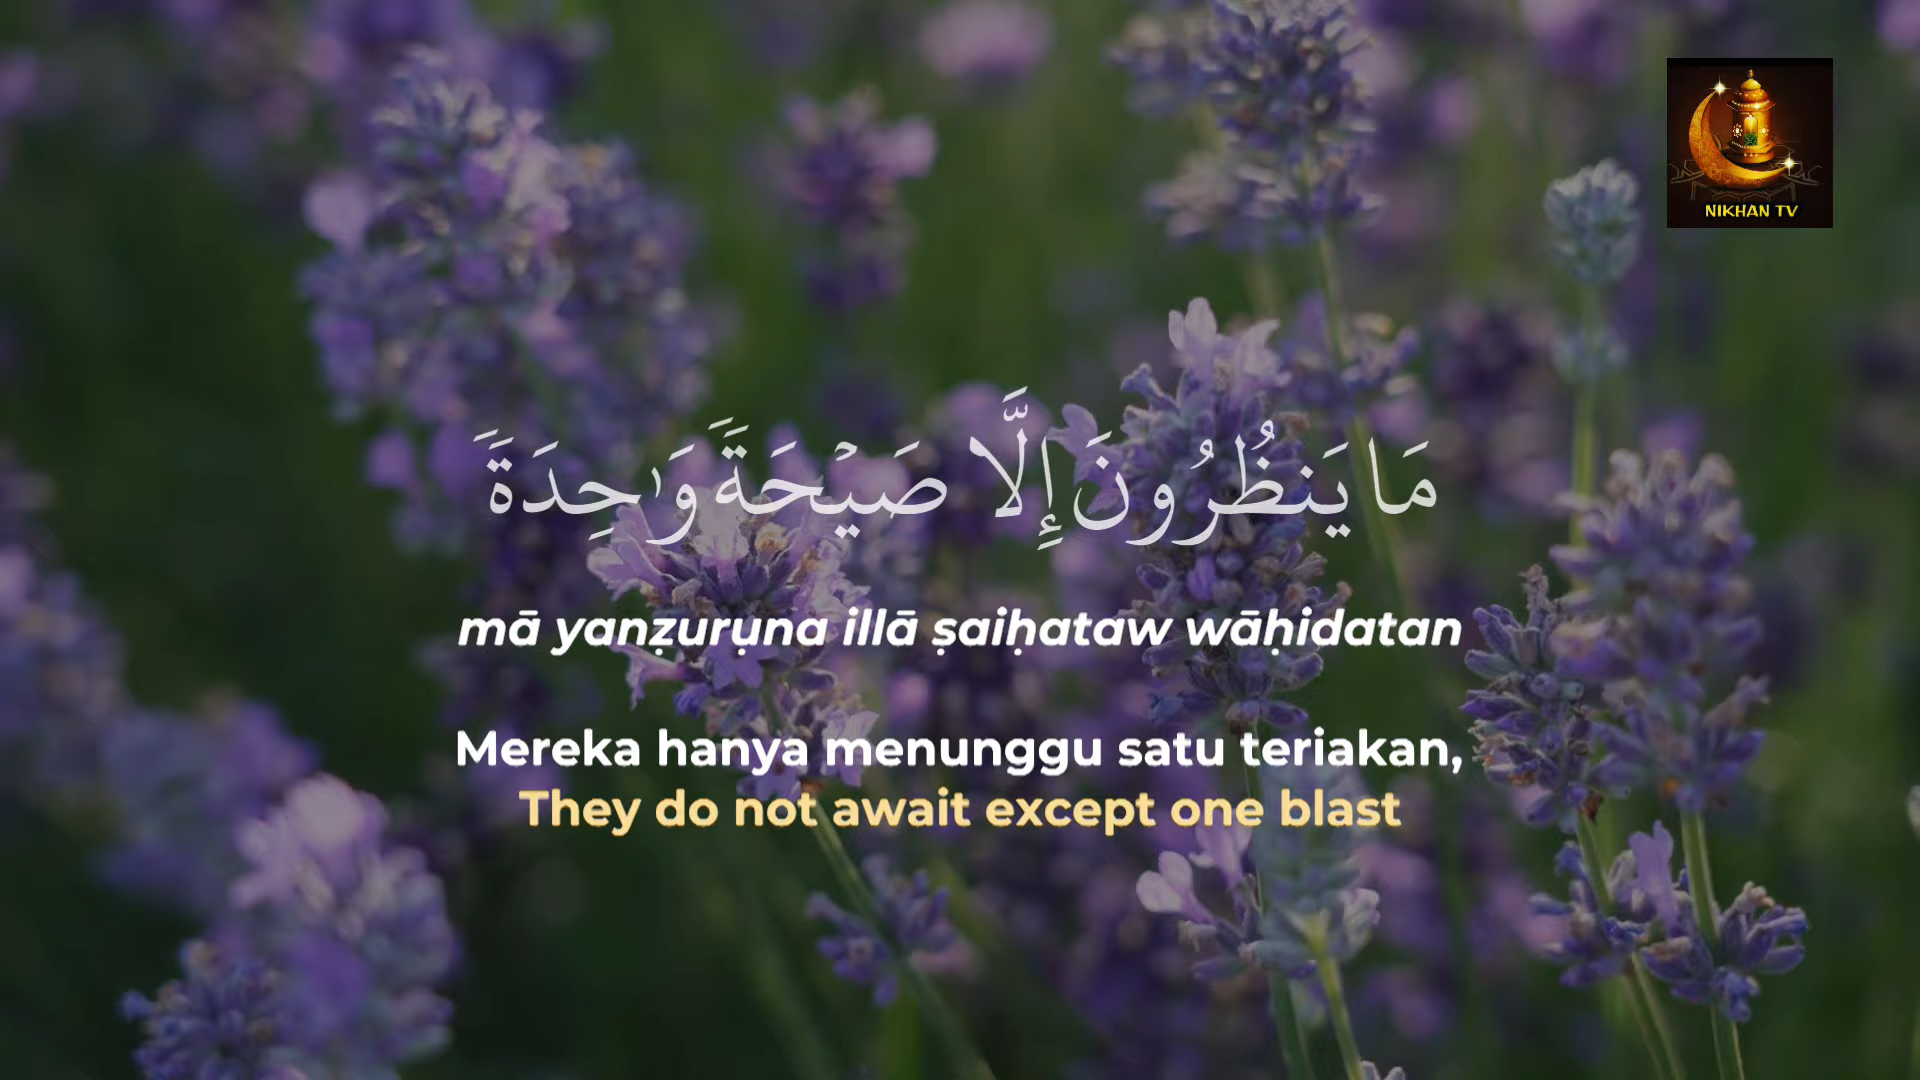 NIKHAN TV
مَا يَنظُرُونَ إِلَّا صَيْحَةً وَٰحِدَةً
mā yanẓurụna illā ṣaiḥataw wāḥidatan
Mereka hanya menunggu satu teriakan,
They do not await except one blast